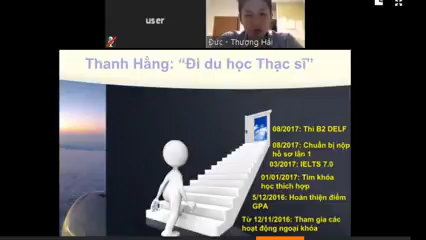 user
Đức - Thượng Hải
Thanh Hằng: “Đi du học Thạc sĩ”
08/2017: Thi B2 DELF
08/2017: Chuẩn bị nộp
hồ sơ lần 1
03/2017: IELTS 7.0
01/01/2017: Tìm khóa
học thích hợp
5/12/2016: Hoàn thiện điểm
GPA
Từ 12/11/2016: Tham gia các
hoạt động ngoại khóa